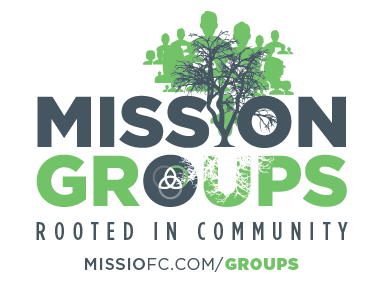 MISSION
GROUPS
ROOTED IN COMMUNITY
MISSIOFC.COM/GROUPS